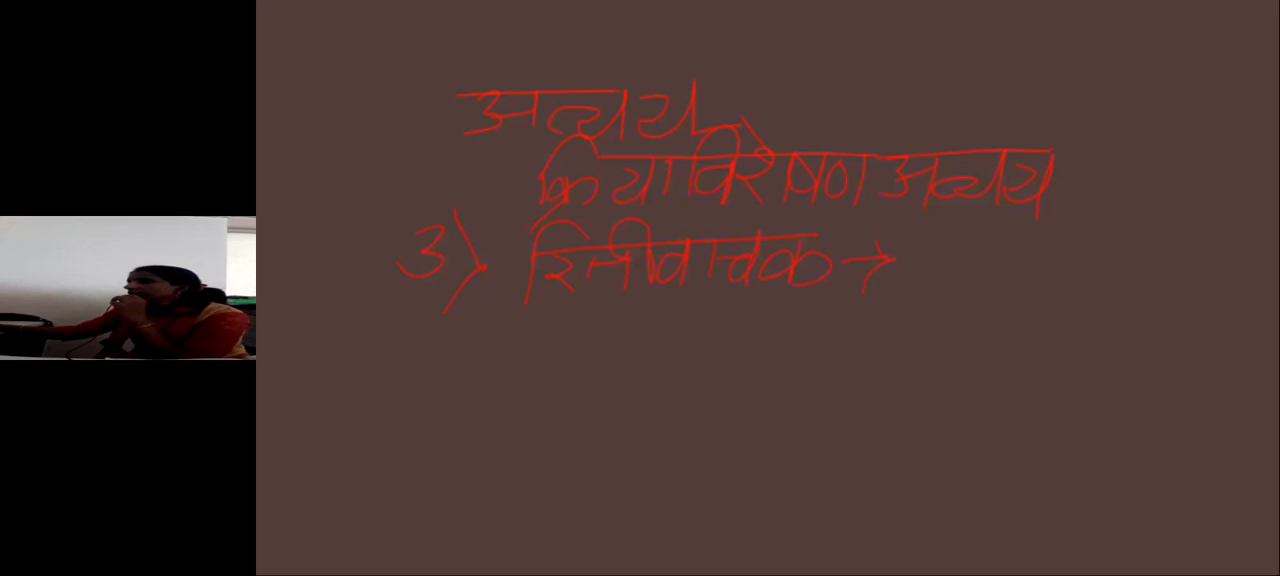 अव्यय
क्रियाविशेषण अव्यय
3) रितीवाचक →